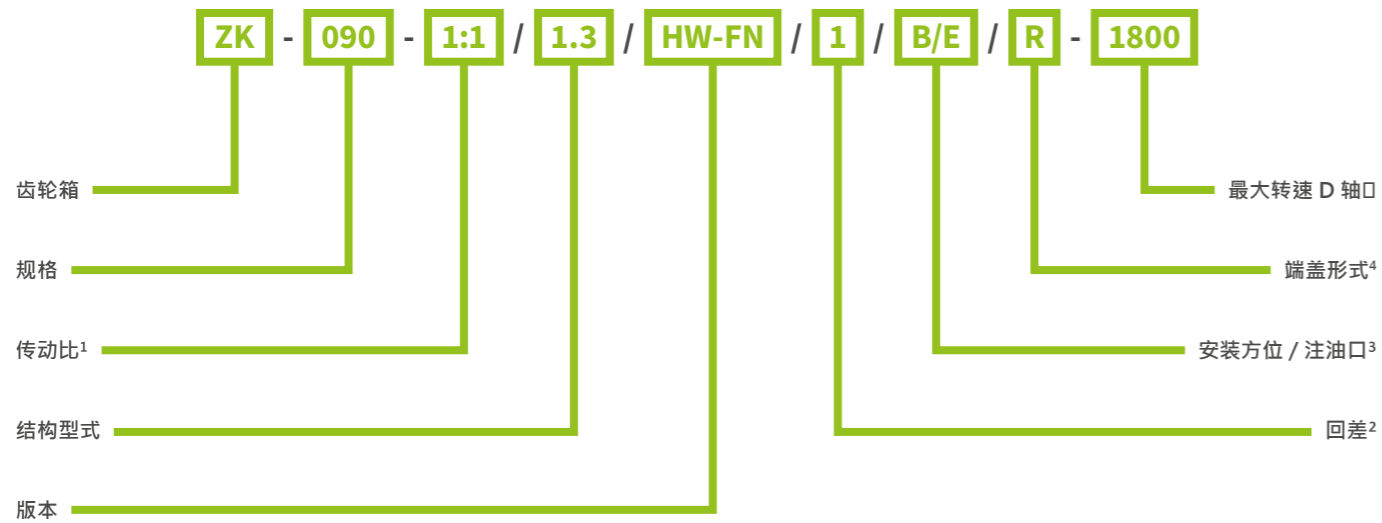 ZK - 090 - 1:1 / 1.3 / HW-FN / 1 / B/E / R - 1800
齿轮箱
最大转速 D 轴▯
规格
端盖形式⁴
传动比¹
安装方位 / 注油口³
结构型式
回差²
版本